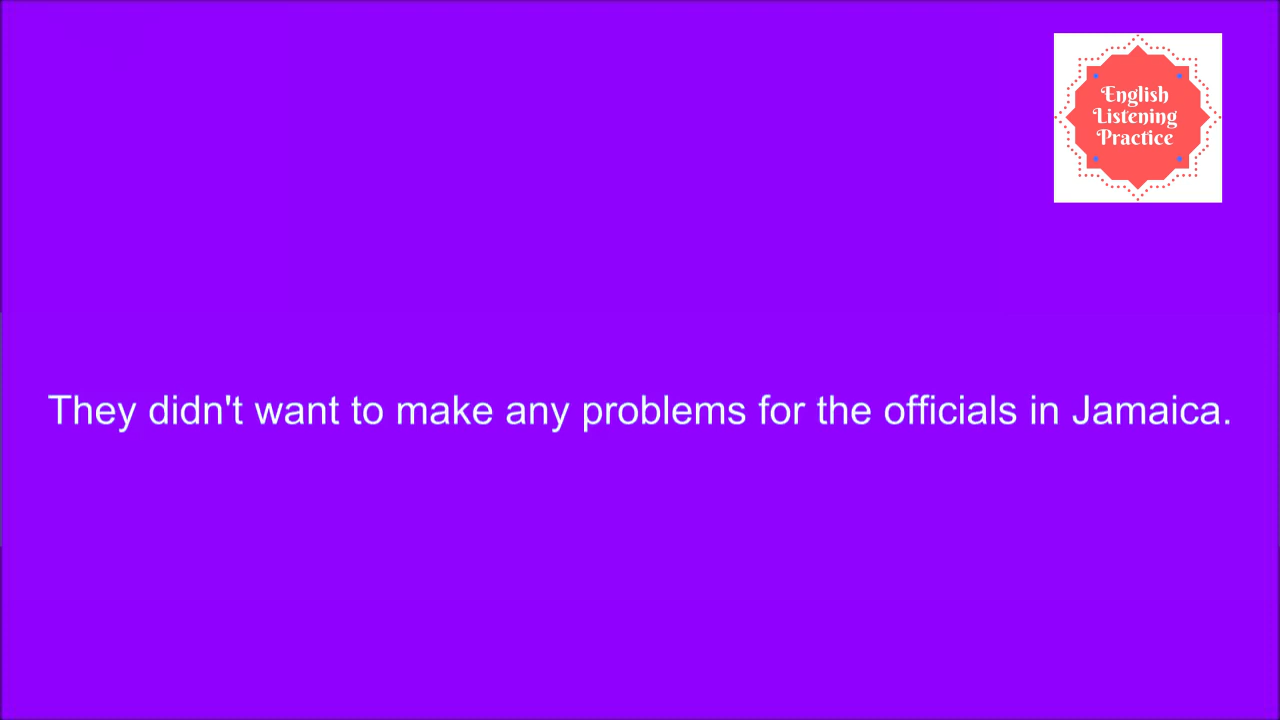 English
Listening
Practice
They didn't want to make any problems for the officials in Jamaica.